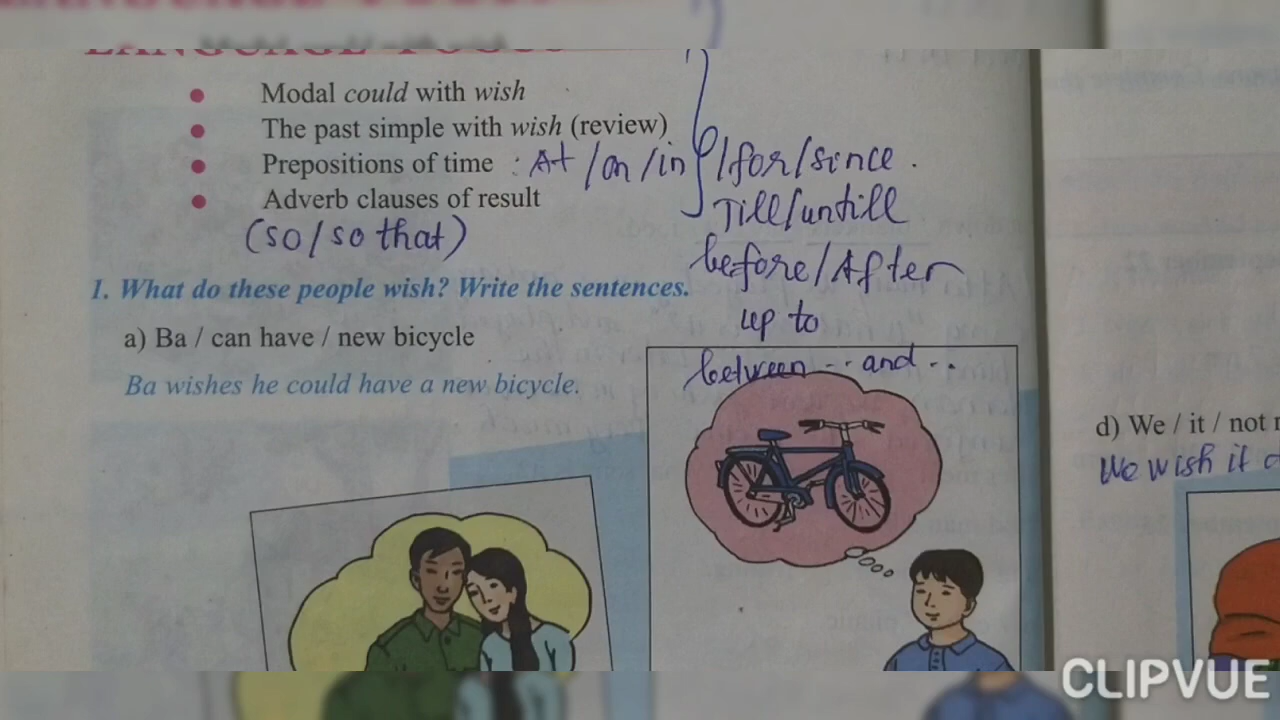 LANGUAGE FOCUS
Modal could with wish
The past simple with wish (review)
Prepositions of time : At / on / in / for / since .
Till/untill
before/After
up to
between ... and ...
Adverb clauses of result
(so/so that)
1. What do these people wish? Write the sentences.
a) Ba / can have / new bicycle
Ba wishes he could have a new bicycle.
d) We / it / not
We wish it
CLIPVUE